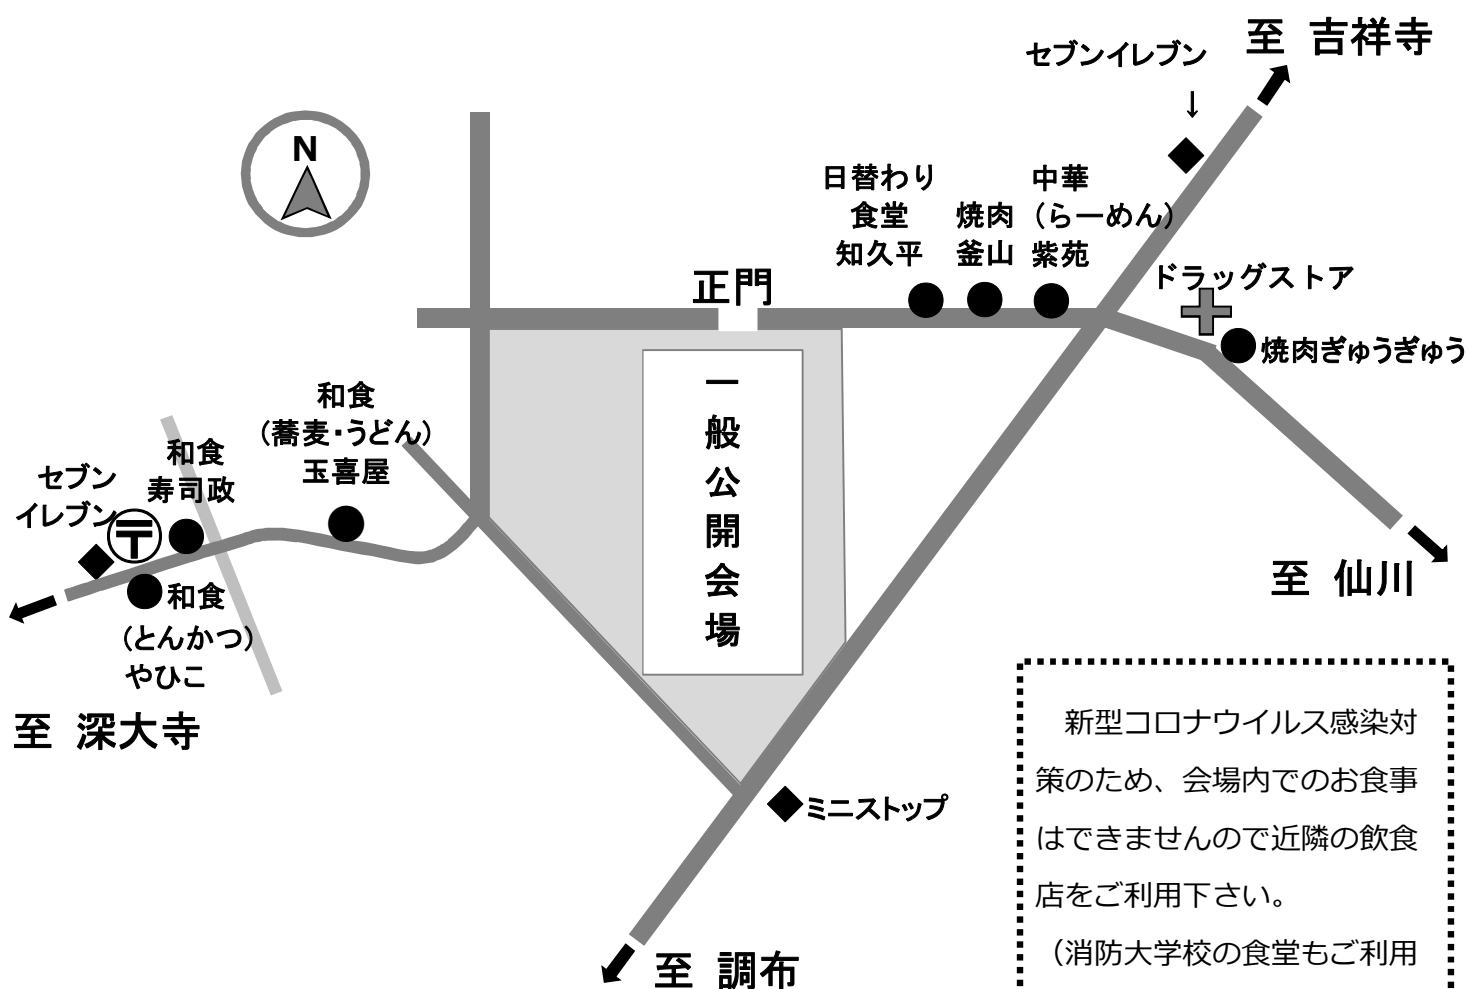 至 吉祥寺
セブンイレブン
↓
N
日替わり
食堂
知久平
焼肉
釜山
中華
（らーめん）
紫苑
正門
ドラッグストア
焼肉ぎゅうぎゅう
一般公開会場
和食
（蕎麦・うどん）
玉喜屋
和食
寿司政
セブン
イレブン
〒
和食
（とんかつ）
やひこ
至 深大寺
至 仙川
ミニストップ
至 調布
新型コロナウイルス感染対
策のため、会場内でのお食事
はできませんので近隣の飲食
店をご利用下さい。
（消防大学校の食堂もご利用